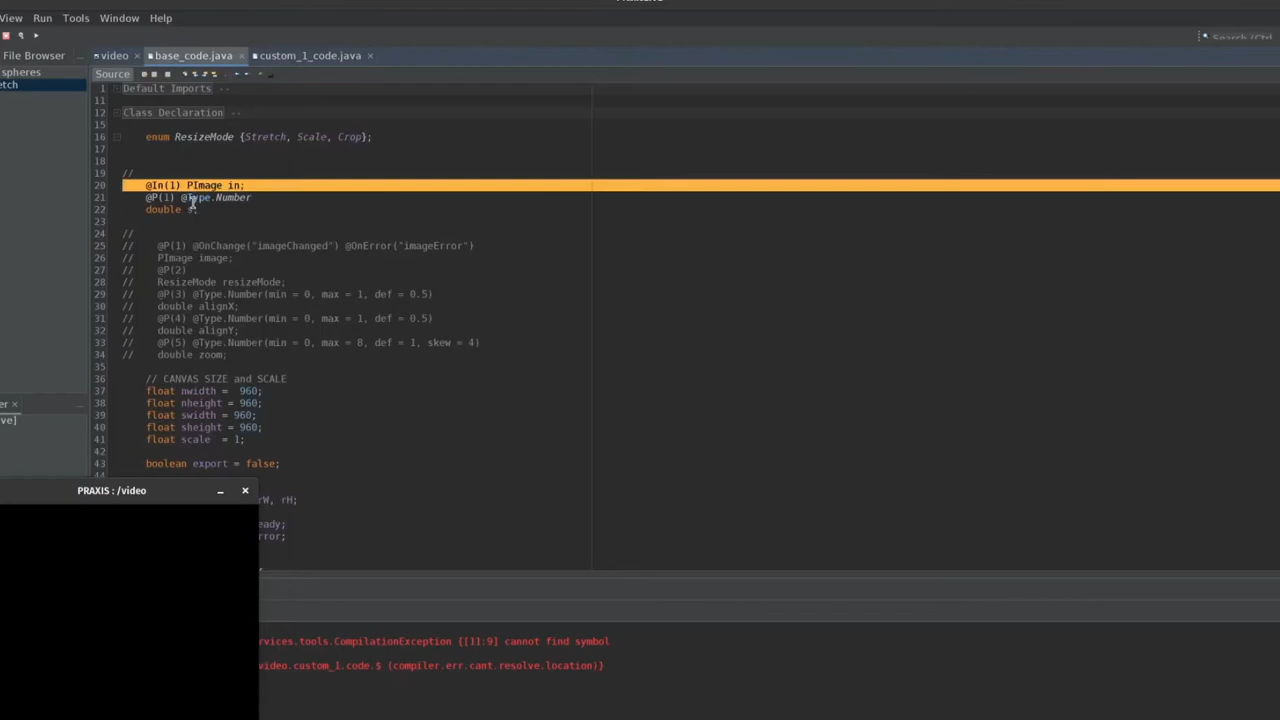 View Run Tools Window Help
Search (Ctrl
File Browser
video base_code.java custom_1_code.java
spheres
etch
Source
1 Default Imports --
11
12 Class Declaration --
15
16 enum ResizeMode {Stretch, Scale, Crop};
17
18
19 //
20 @In(1) PImage in;
21 @P(1) @Type.Number
22 double s;
23
24 //
25 // @P(1) @OnChange("imageChanged") @OnError("imageError")
26 // PImage image;
27 // @P(2)
28 // ResizeMode resizeMode;
29 // @P(3) @Type.Number(min = 0, max = 1, def = 0.5)
30 // double alignX;
31 // @P(4) @Type.Number(min = 0, max = 1, def = 0.5)
32 // double alignY;
33 // @P(5) @Type.Number(min = 0, max = 8, def = 1, skew = 4)
34 // double zoom;
35
36 // CANVAS SIZE and SCALE
37 float nwidth = 960;
38 float nheight = 960;
39 float swidth = 960;
40 float sheight = 960;
41 float scale = 1;
42
43 boolean export = false;
44
er
ve]
PRAXIS : /video
rW, rH;
eady;
rror;
rvices.tools.CompilationException {[11:9] cannot find symbol
video.custom_1.code.$ (compiler.err.cant.resolve.location)}